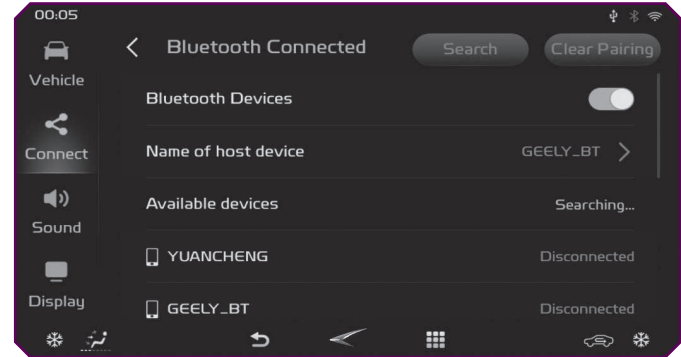 00:05
Bluetooth Connected
Search
Clear Pairing
Vehicle
Connect
Sound
Display
Bluetooth Devices
Name of host device GEELY_BT
Available devices Searching...
YUANCHENG Disconnected
GEELY_BT Disconnected